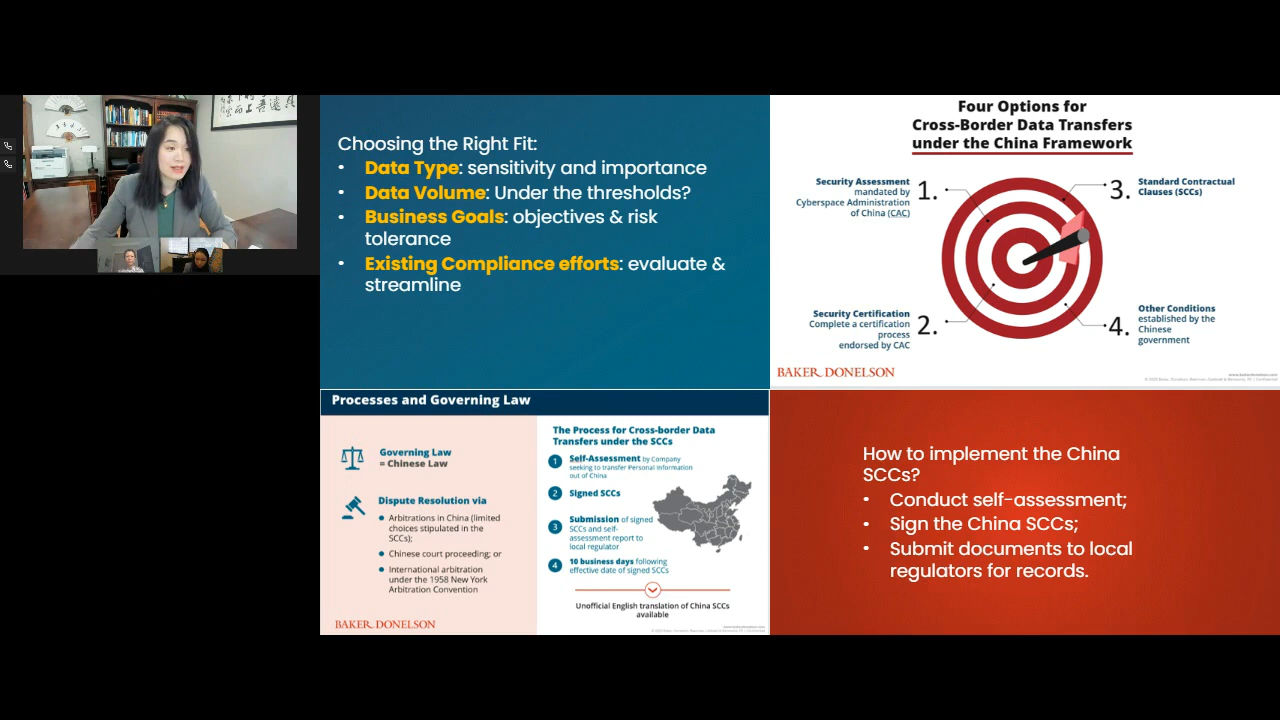 Choosing the Right Fit:
• Data Type: sensitivity and importance
• Data Volume: Under the thresholds?
• Business Goals: objectives & risk
tolerance
• Existing Compliance efforts: evaluate &
streamline
Four Options for
Cross-Border Data Transfers
under the China Framework
Security Assessment
mandated by
Cyberspace Administration
of China (CAC)
1.
3.
Standard Contractual
Clauses (SCCs)
Security Certification
Complete a certification
process
endorsed by CAC
2.
4.
Other Conditions
established by the
Chinese
government
BAKER DONELSON
www.bakerdonelson.com
Processes and Governing Law
Governing Law
= Chinese Law
Dispute Resolution via
• Arbitrations in China (limited
choices stipulated in the
SCCs);
• Chinese court proceeding; or
• International arbitration
under the 1958 New York
Arbitration Convention
BAKER DONELSON
The Process for Cross-border Data
Transfers under the SCCs
1 Self-Assessment by Company
seeking to transfer Personal Information
out of China
2 Signed SCCs
3 Submission of signed
SCCs and self-
assessment report to
local regulator
4 10 business days following
effective date of signed SCCs
Unofficial English translation of China SCCs
available
How to implement the China
SCCs?
• Conduct self-assessment;
• Sign the China SCCs;
• Submit documents to local
regulators for records.